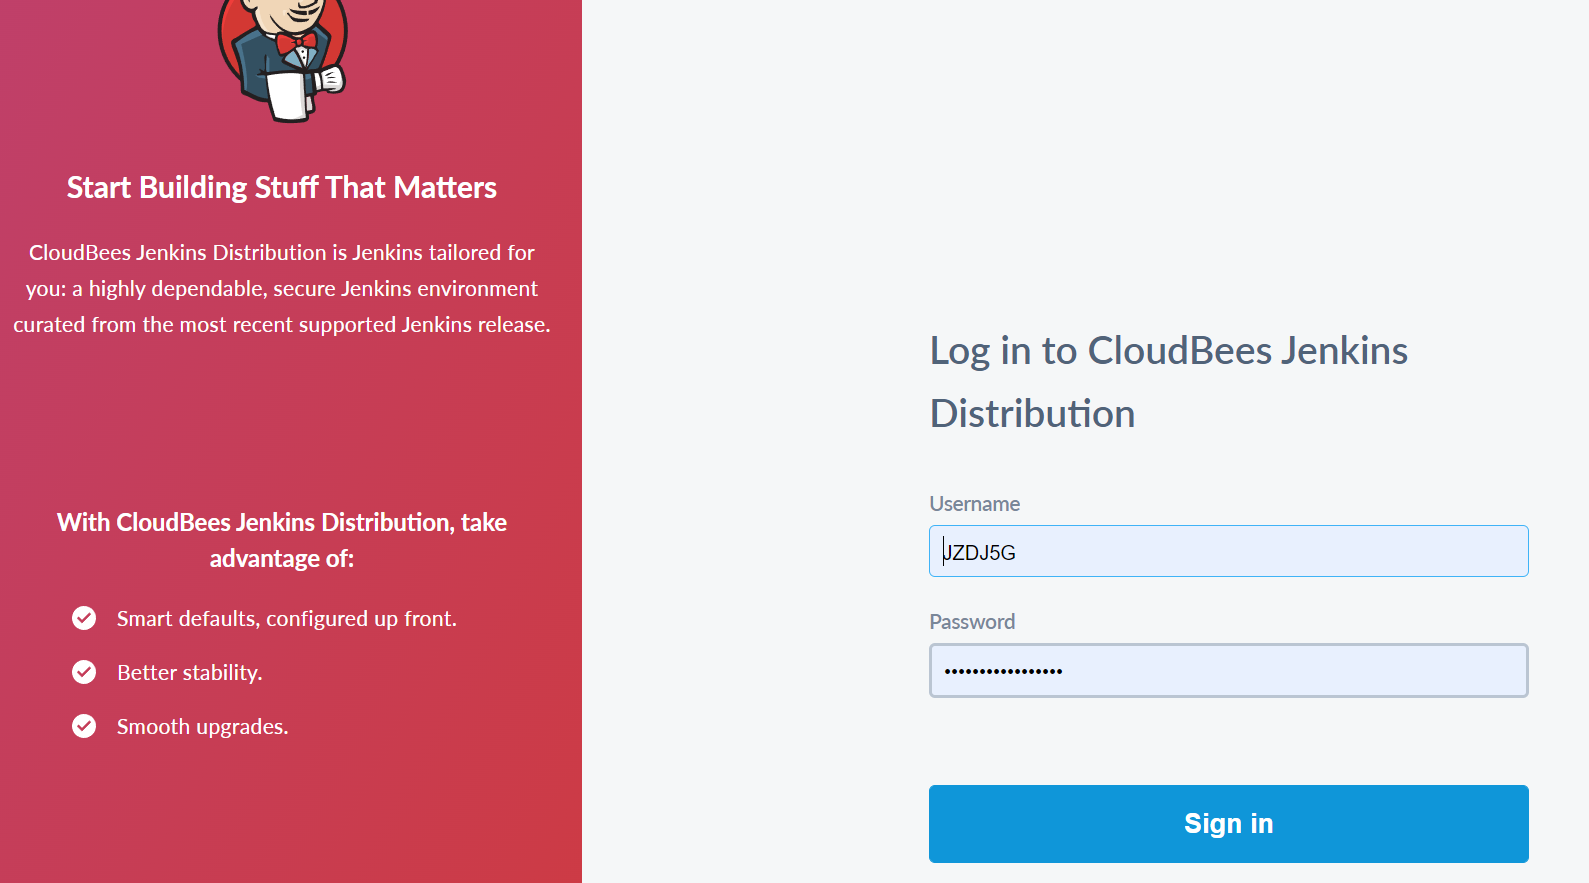 Start Building Stuff That Matters
CloudBees Jenkins Distribution is Jenkins tailored for
you: a highly dependable, secure Jenkins environment
curated from the most recent supported Jenkins release.
With CloudBees Jenkins Distribution, take
advantage of:
Smart defaults, configured up front.
Better stability.
Smooth upgrades.
Log in to CloudBees Jenkins
Distribution
Username
JZDJ5G
Password
•••••••••••••••••
Sign in